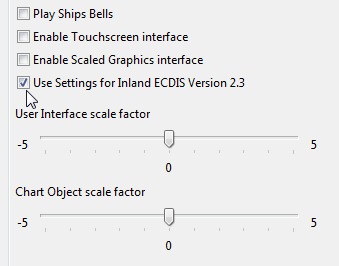 Play Ships Bells
Enable Touchscreen interface
Enable Scaled Graphics interface
Use Settings for Inland ECDIS Version 2.3
User Interface scale factor
-5 5
0
Chart Object scale factor
-5 5
0